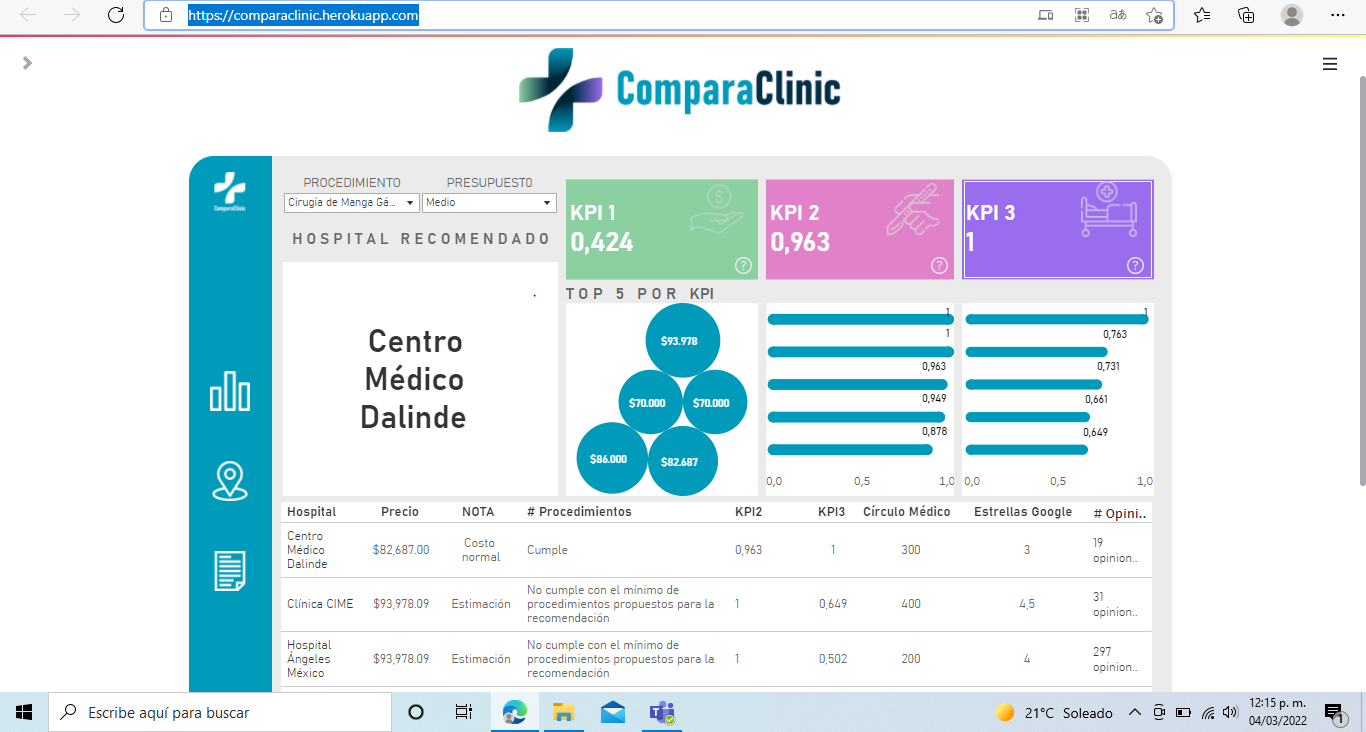 https://comparaclinic.herokuapp.com
aあ
ComparaClinic
ComparaClinic
PROCEDIMIENTO PRESUPUESTO
Cirugía de Manga Gá... Medio
HOSPITAL RECOMENDADO
Centro
Médico
Dalinde
KPI 1
0,424
?
KPI 2
0,963
?
KPI 3
1
?
TOP 5 POR KPI
$93.978
$70.000 $70.000
$86.000 $82.687
1
1
0,963
0,949
0,878
0,0 0,5 1,0
1
0,763
0,731
0,661
0,649
0,0 0,5 1,0
Hospital Precio NOTA # Procedimientos KPI2 KPI3 Círculo Médico Estrellas Google # Opini..
Centro
Médico
Dalinde
$82,687.00
Costo
normal
Cumple
0,963
1
300
3
19
opinion..
Clínica CIME
$93,978.09
Estimación
No cumple con el mínimo de
procedimientos propuestos para la
recomendación
1
0,649
400
4,5
31
opinion..
Hospital
Ángeles
México
$93,978.09
Estimación
No cumple con el mínimo de
procedimientos propuestos para la
recomendación
1
0,502
200
4
297
opinion..
Escribe aquí para buscar
21°C Soleado
12:15 p. m.
04/03/2022
1